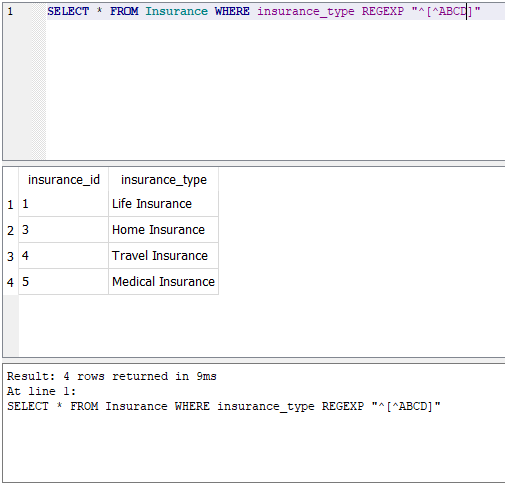 1 SELECT * FROM Insurance WHERE insurance_type REGEXP "^[^ABCD]"
insurance_id insurance_type
1 1 Life Insurance
2 3 Home Insurance
3 4 Travel Insurance
4 5 Medical Insurance
Result: 4 rows returned in 9ms
At line 1:
SELECT * FROM Insurance WHERE insurance_type REGEXP "^[^ABCD]"